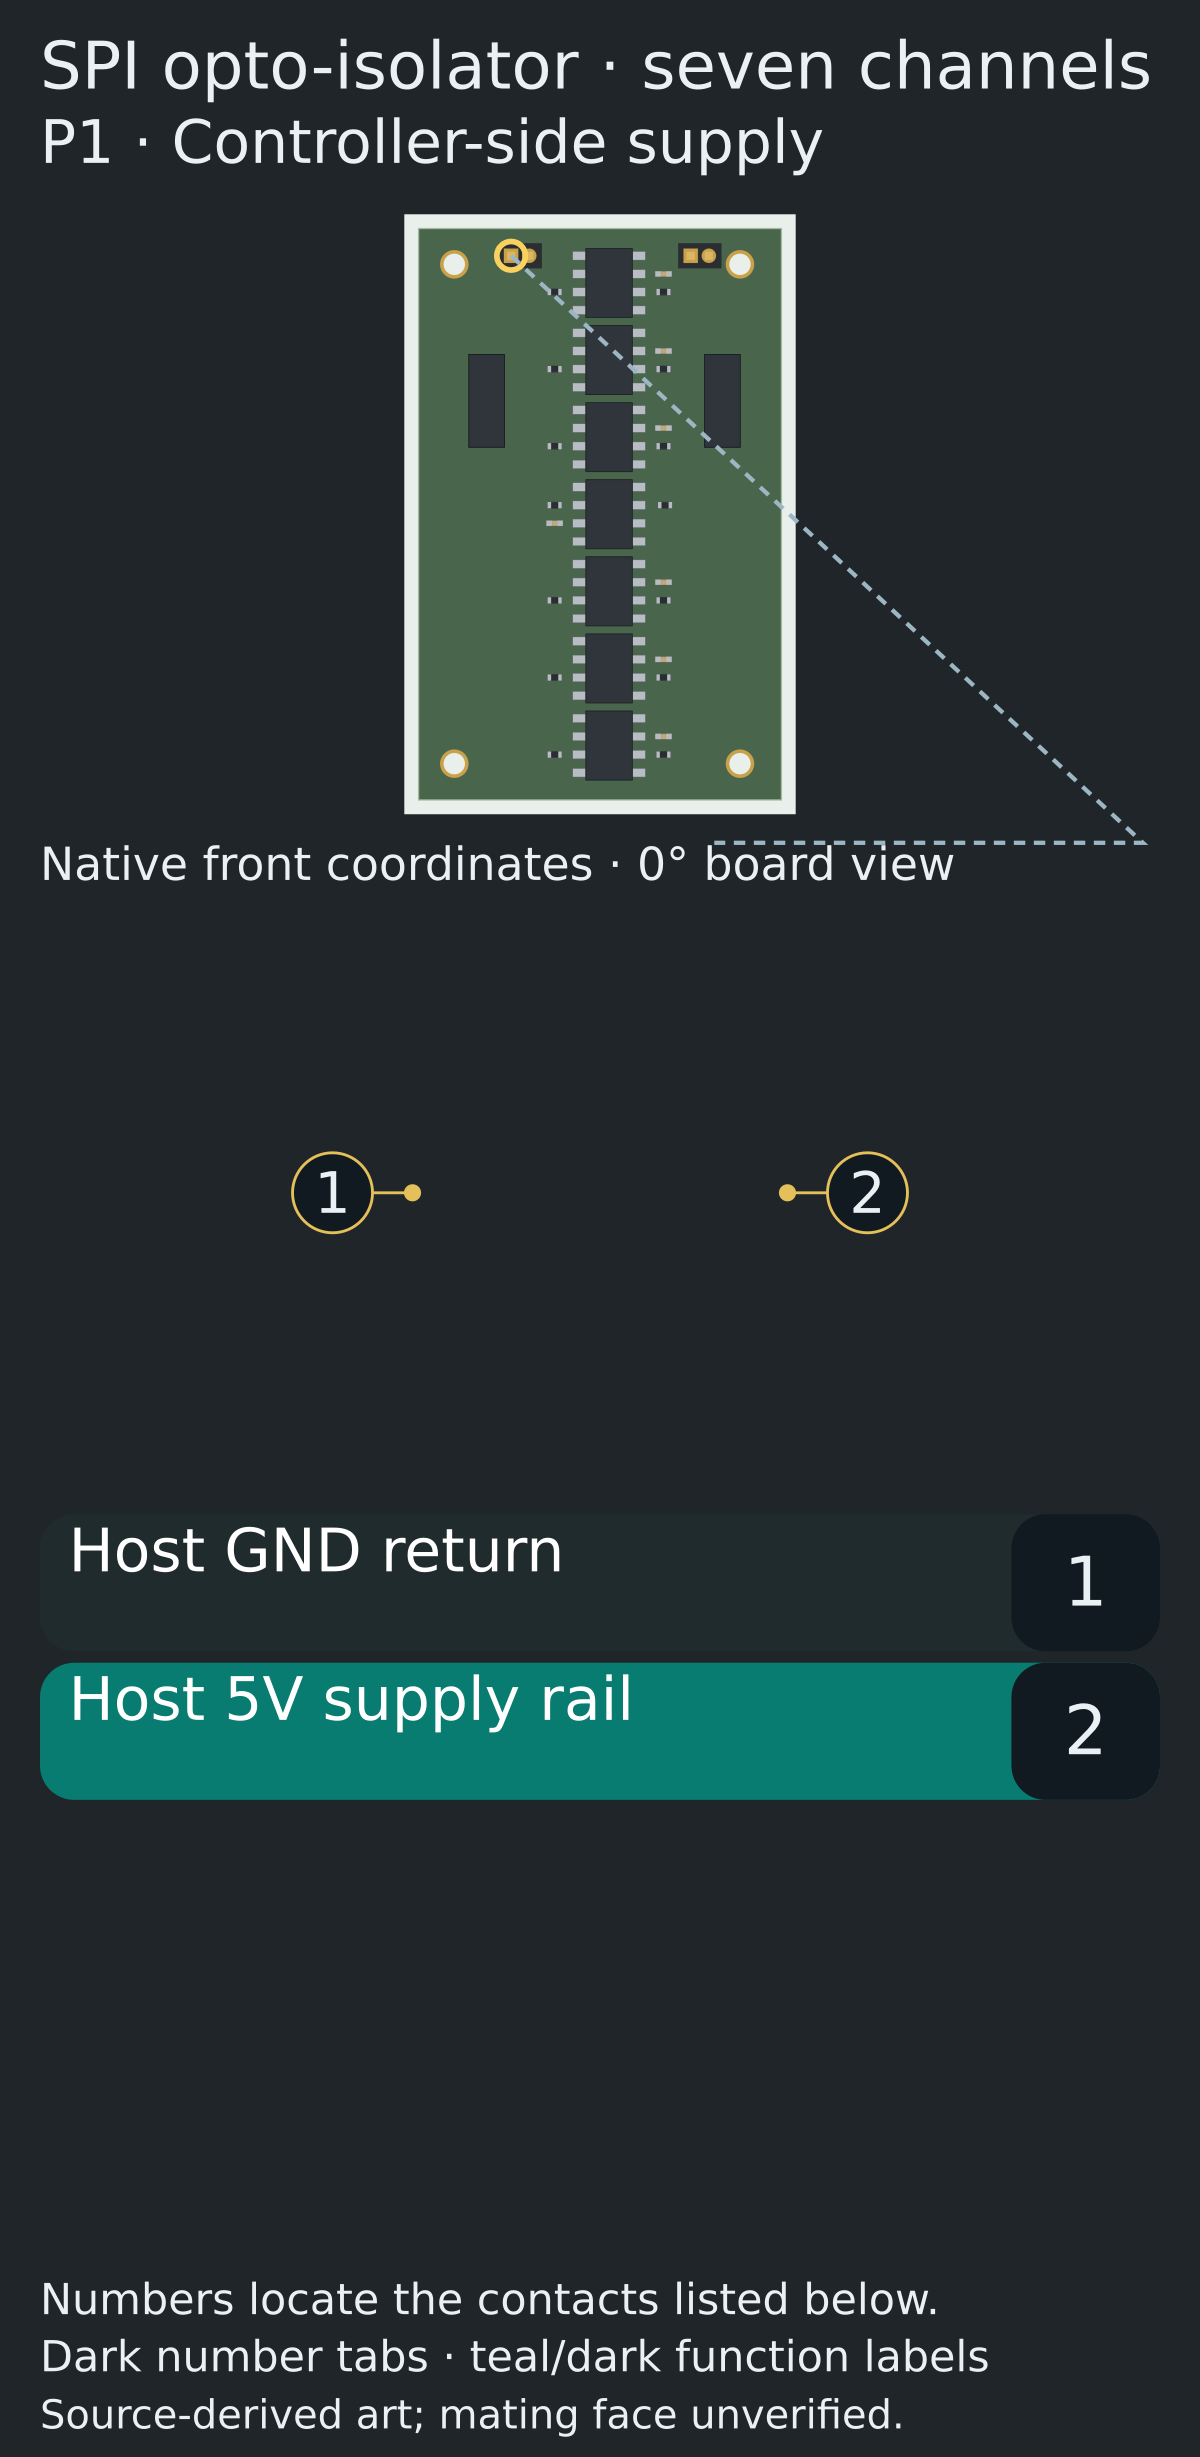 SPI opto-isolator · seven channels
P1 · Controller-side supply
Native front coordinates · 0° board view
1 2
Host GND return 1
Host 5V supply rail 2
Numbers locate the contacts listed below.
Dark number tabs · teal/dark function labels
Source-derived art; mating face unverified.